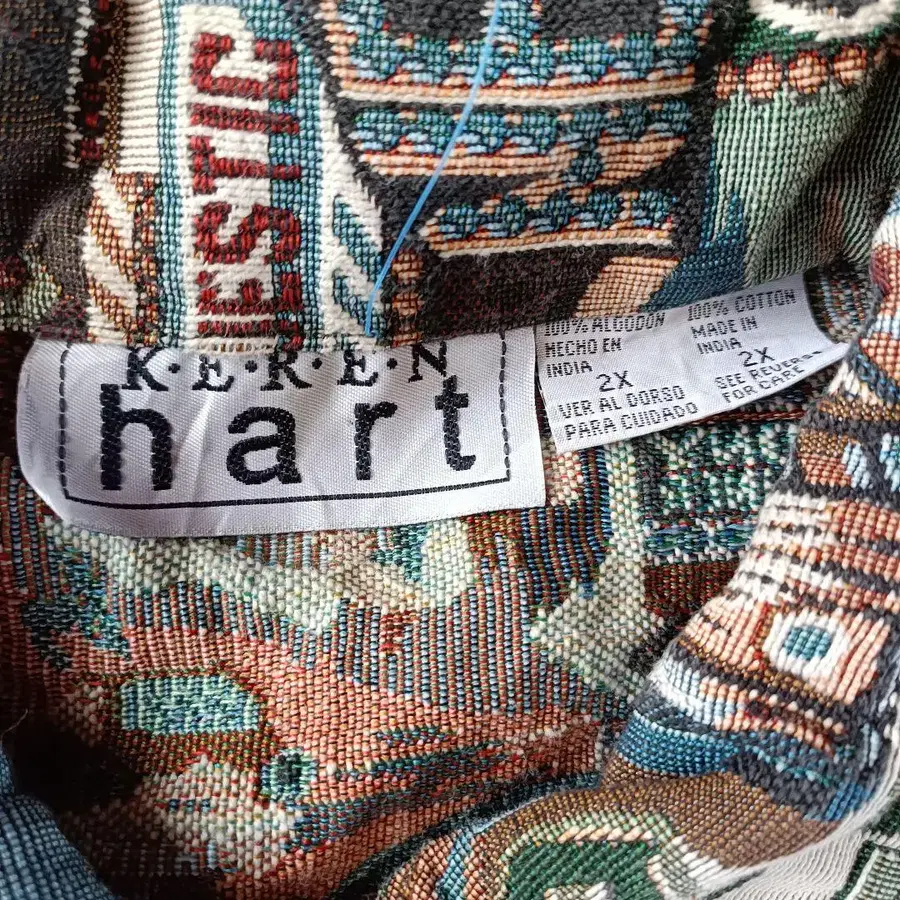 ESTIC
K·E·R·E·N
hart
100% ALGODON
HECHO EN
INDIA
2X
VER AL DORSO
PARA CUIDADO
100% COTTON
MADE IN
INDIA
2X
SEE REVERSE
FOR CARE